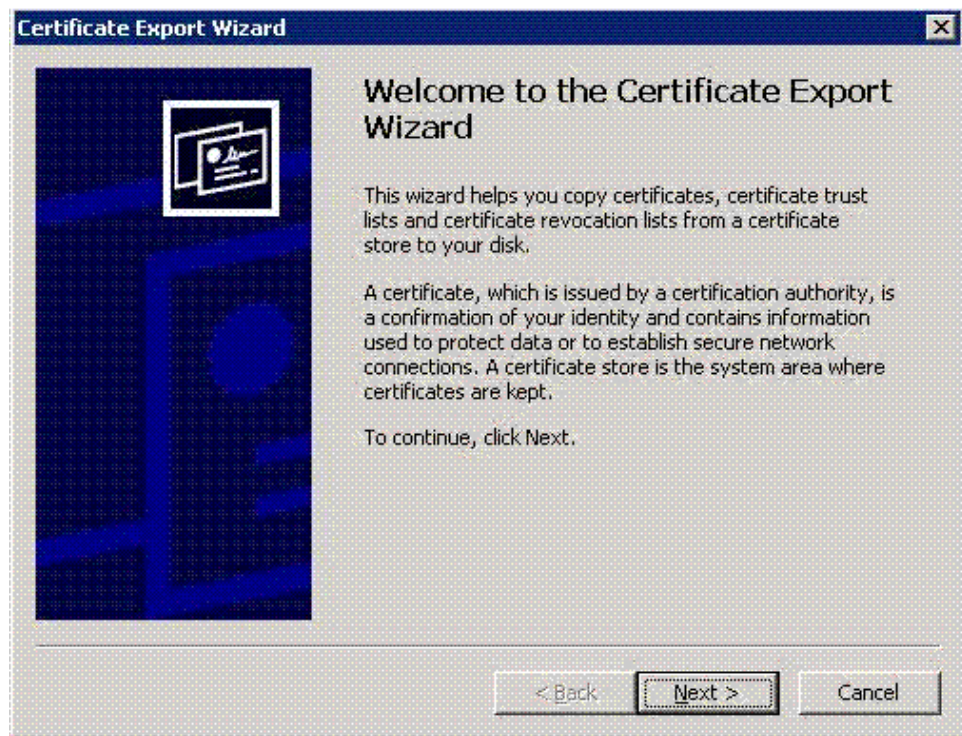 Certificate Export Wizard
Welcome to the Certificate Export
Wizard
This wizard helps you copy certificates, certificate trust
lists and certificate revocation lists from a certificate
store to your disk.
A certificate, which is issued by a certification authority, is
a confirmation of your identity and contains information
used to protect data or to establish secure network
connections. A certificate store is the system area where
certificates are kept.
To continue, click Next.
< Back
Next >
Cancel